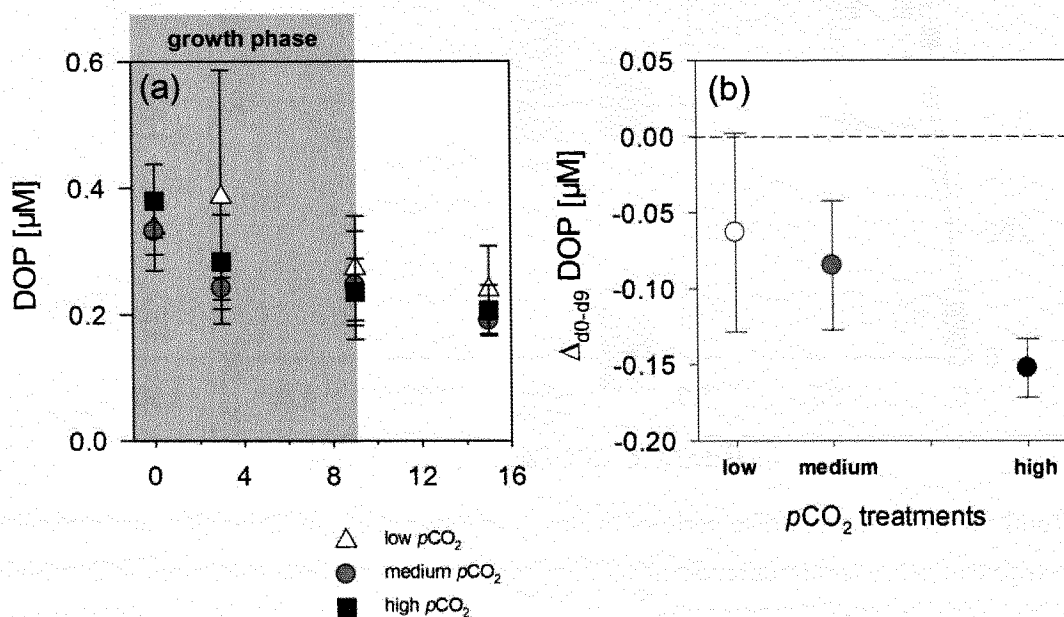 growth phase
(a)
DOP [µM]
0.6
0.4
0.2
0.0
0 4 8 12 16
low pCO₂
medium pCO₂
high pCO₂
(b)
Δd0-d9 DOP [µM]
0.05
0.00
-0.05
-0.10
-0.15
-0.20
low medium high
pCO₂ treatments